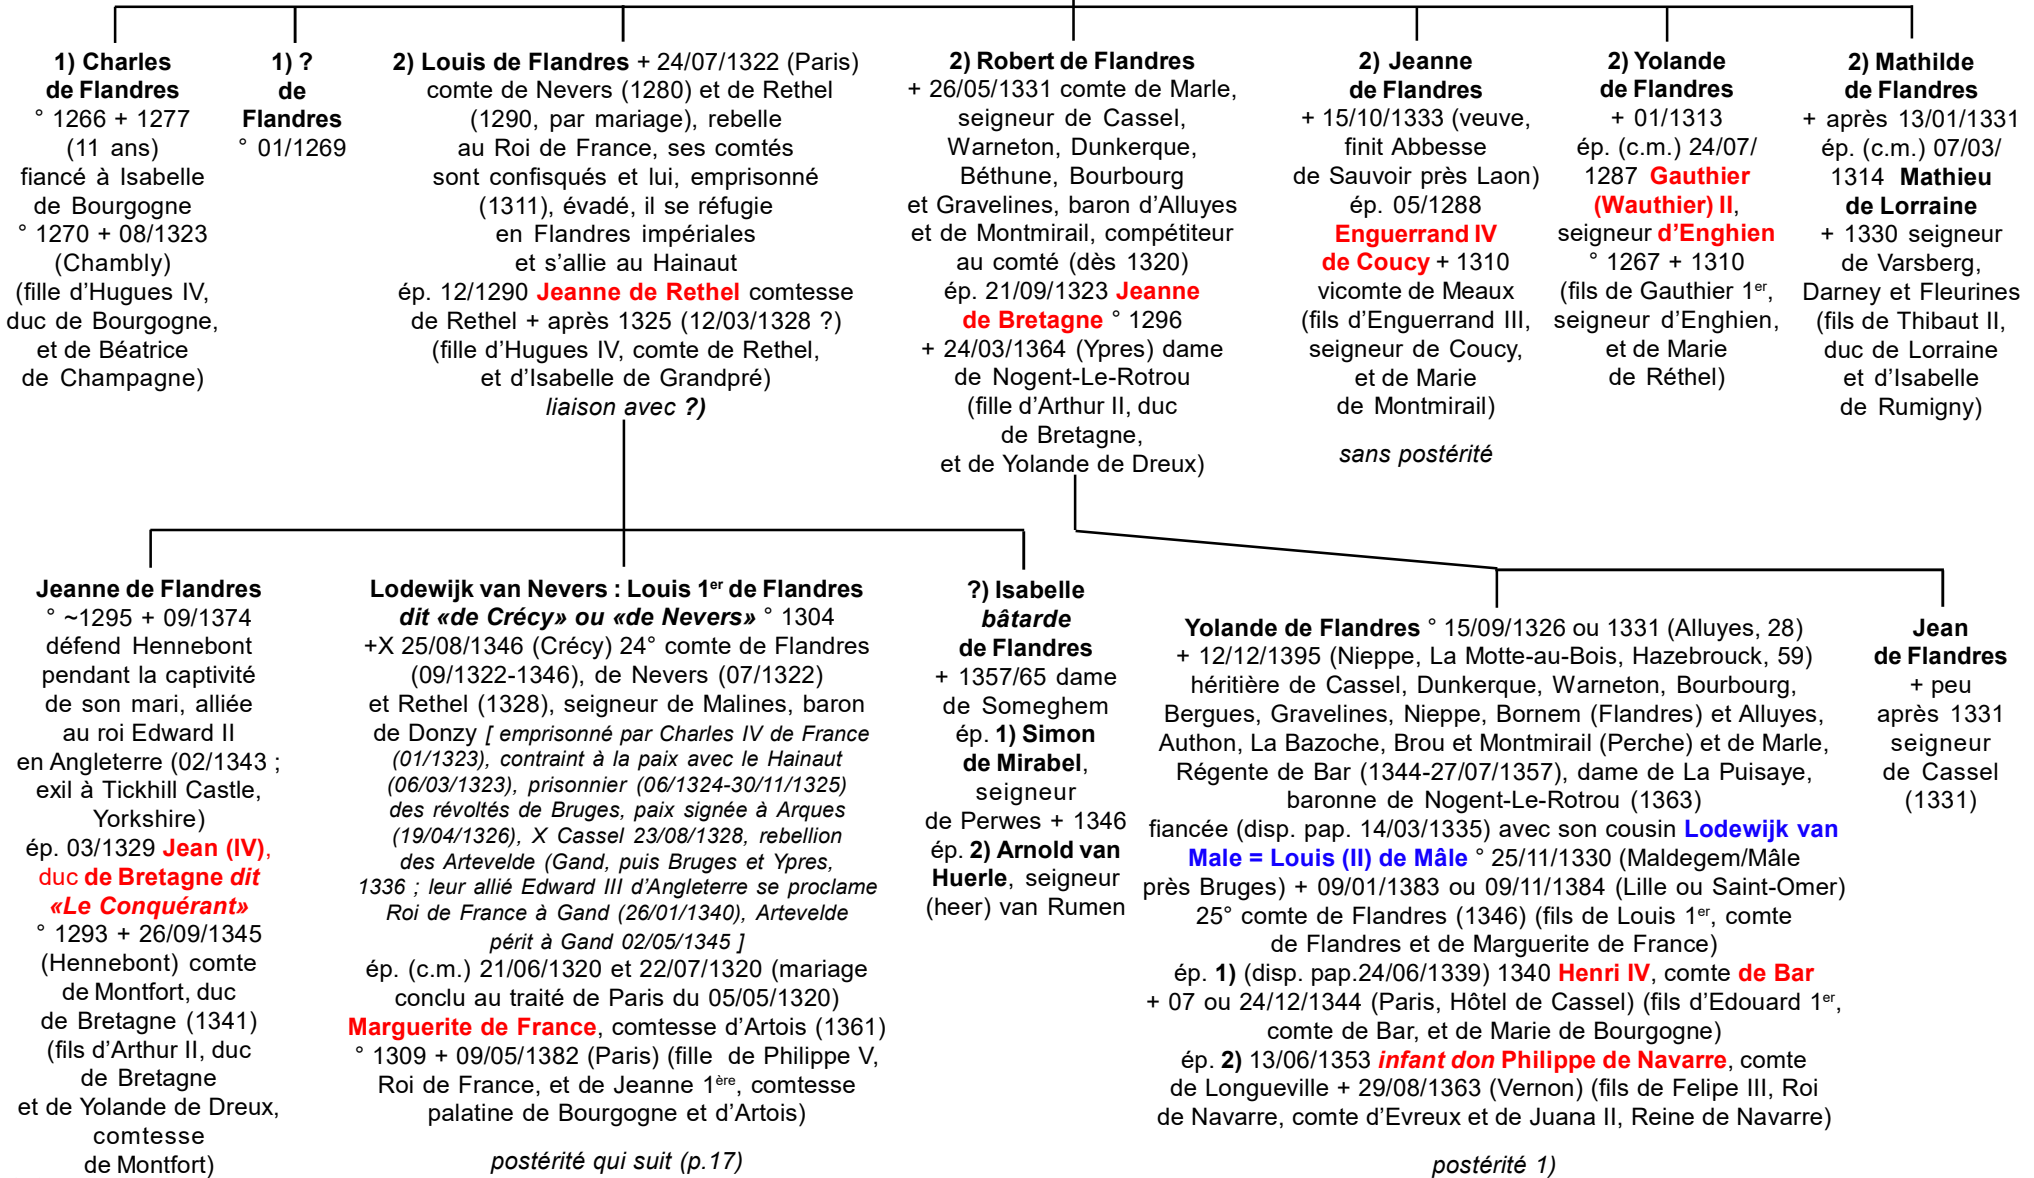 1) Charles
de Flandres
° 1266 + 1277
(11 ans)
fiancé à Isabelle
de Bourgogne
° 1270 + 08/1323
(Chambly)
(fille d'Hugues IV,
duc de Bourgogne,
et de Béatrice
de Champagne)
1) ?
de
Flandres
° 01/1269
2) Louis de Flandres + 24/07/1322 (Paris)
comte de Nevers (1280) et de Rethel
(1290, par mariage), rebelle
au Roi de France, ses comtés
sont confisqués et lui, emprisonné
(1311), évadé, il se réfugie
en Flandres impériales
et s'allie au Hainaut
ép. 12/1290 Jeanne de Rethel comtesse
de Rethel + après 1325 (12/03/1328 ?)
(fille d'Hugues IV, comte de Rethel,
et d'Isabelle de Grandpré)
liaison avec ?)
2) Robert de Flandres
+ 26/05/1331 comte de Marle,
seigneur de Cassel,
Warneton, Dunkerque,
Béthune, Bourbourg
et Gravelines, baron d'Alluyes
et de Montmirail, compétiteur
au comté (dès 1320)
ép. 21/09/1323 Jeanne
de Bretagne ° 1296
+ 24/03/1364 (Ypres) dame
de Nogent-Le-Rotrou
(fille d'Arthur II, duc
de Bretagne,
et de Yolande de Dreux)
2) Jeanne
de Flandres
+ 15/10/1333 (veuve,
finit Abbesse
de Sauvoir près Laon)
ép. 05/1288
Enguerrand IV
de Coucy + 1310
vicomte de Meaux
(fils d'Enguerrand III,
seigneur de Coucy,
et de Marie
de Montmirail)
sans postérité
2) Yolande
de Flandres
+ 01/1313
ép. (c.m.) 24/07/
1287 Gauthier
(Wauthier) II,
seigneur d'Enghien
° 1267 + 1310
(fils de Gauthier 1er,
seigneur d'Enghien,
et de Marie
de Réthel)
2) Mathilde
de Flandres
+ après 13/01/1331
ép. (c.m.) 07/03/
1314 Mathieu
de Lorraine
+ 1330 seigneur
de Varsberg,
Darney et Fleurines
(fils de Thibaut II,
duc de Lorraine
et d'Isabelle
de Rumigny)
Jeanne de Flandres
° ~1295 + 09/1374
défend Hennebont
pendant la captivité
de son mari, alliée
au roi Edward II
en Angleterre (02/1343 ;
exil à Tickhill Castle,
Yorkshire)
ép. 03/1329 Jean (IV),
duc de Bretagne dit
«Le Conquérant»
° 1293 + 26/09/1345
(Hennebont) comte
de Montfort, duc
de Bretagne (1341)
(fils d'Arthur II, duc
de Bretagne
et de Yolande de Dreux,
comtesse
de Montfort)
Lodewijk van Nevers : Louis 1er de Flandres
dit «de Crécy» ou «de Nevers» ° 1304
+X 25/08/1346 (Crécy) 24° comte de Flandres
(09/1322-1346), de Nevers (07/1322)
et Rethel (1328), seigneur de Malines, baron
de Donzy [ emprisonné par Charles IV de France
(01/1323), contraint à la paix avec le Hainaut
(06/03/1323), prisonnier (06/1324-30/11/1325)
des révoltés de Bruges, paix signée à Arques
(19/04/1326), X Cassel 23/08/1328, rebellion
des Artevelde (Gand, puis Bruges et Ypres,
1336 ; leur allié Edward III d'Angleterre se proclame
Roi de France à Gand (26/01/1340), Artevelde
périt à Gand 02/05/1345 ]
ép. (c.m.) 21/06/1320 et 22/07/1320 (mariage
conclu au traité de Paris du 05/05/1320)
Marguerite de France, comtesse d'Artois (1361)
° 1309 + 09/05/1382 (Paris) (fille de Philippe V,
Roi de France, et de Jeanne 1ère, comtesse
palatine de Bourgogne et d'Artois)
postérité qui suit (p.17)
?) Isabelle
bâtarde
de Flandres
+ 1357/65 dame
de Someghem
ép. 1) Simon
de Mirabel,
seigneur
de Perwes + 1346
ép. 2) Arnold van
Huerle, seigneur
(heer) van Rumen
Yolande de Flandres ° 15/09/1326 ou 1331 (Alluyes, 28)
+ 12/12/1395 (Nieppe, La Motte-au-Bois, Hazebrouck, 59)
héritière de Cassel, Dunkerque, Warneton, Bourbourg,
Bergues, Gravelines, Nieppe, Bornem (Flandres) et Alluyes,
Authon, La Bazoche, Brou et Montmirail (Perche) et de Marle,
Régente de Bar (1344-27/07/1357), dame de La Puisaye,
baronne de Nogent-Le-Rotrou (1363)
fiancée (disp. pap. 14/03/1335) avec son cousin Lodewijk van
Male = Louis (II) de Mâle ° 25/11/1330 (Maldegem/Mâle
près Bruges) + 09/01/1383 ou 09/11/1384 (Lille ou Saint-Omer)
25° comte de Flandres (1346) (fils de Louis 1er, comte
de Flandres et de Marguerite de France)
ép. 1) (disp. pap.24/06/1339) 1340 Henri IV, comte de Bar
+ 07 ou 24/12/1344 (Paris, Hôtel de Cassel) (fils d'Edouard 1er,
comte de Bar, et de Marie de Bourgogne)
ép. 2) 13/06/1353 infant don Philippe de Navarre, comte
de Longueville + 29/08/1363 (Vernon) (fils de Felipe III, Roi
de Navarre, comte d'Evreux et de Juana II, Reine de Navarre)
postérité 1)
Jean
de Flandres
+ peu
après 1331
seigneur
de Cassel
(1331)